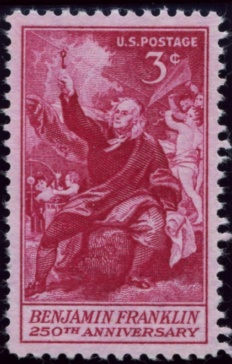 U.S. POSTAGE
3¢
BENJAMIN FRANKLIN
250TH ANNIVERSARY